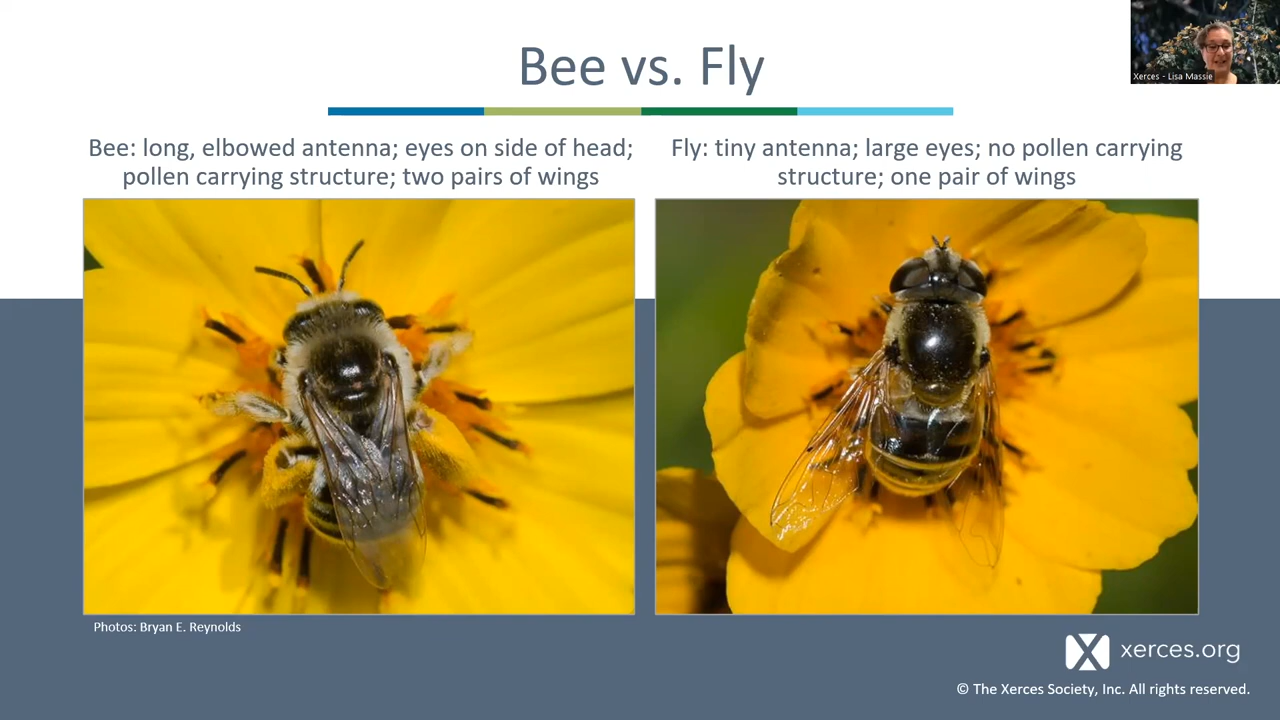 Bee vs. Fly
Xerces - Lisa Massie
Bee: long, elbowed antenna; eyes on side of head;
pollen carrying structure; two pairs of wings
Fly: tiny antenna; large eyes; no pollen carrying
structure; one pair of wings
Photos: Bryan E. Reynolds
xerces.org
© The Xerces Society, Inc. All rights reserved.